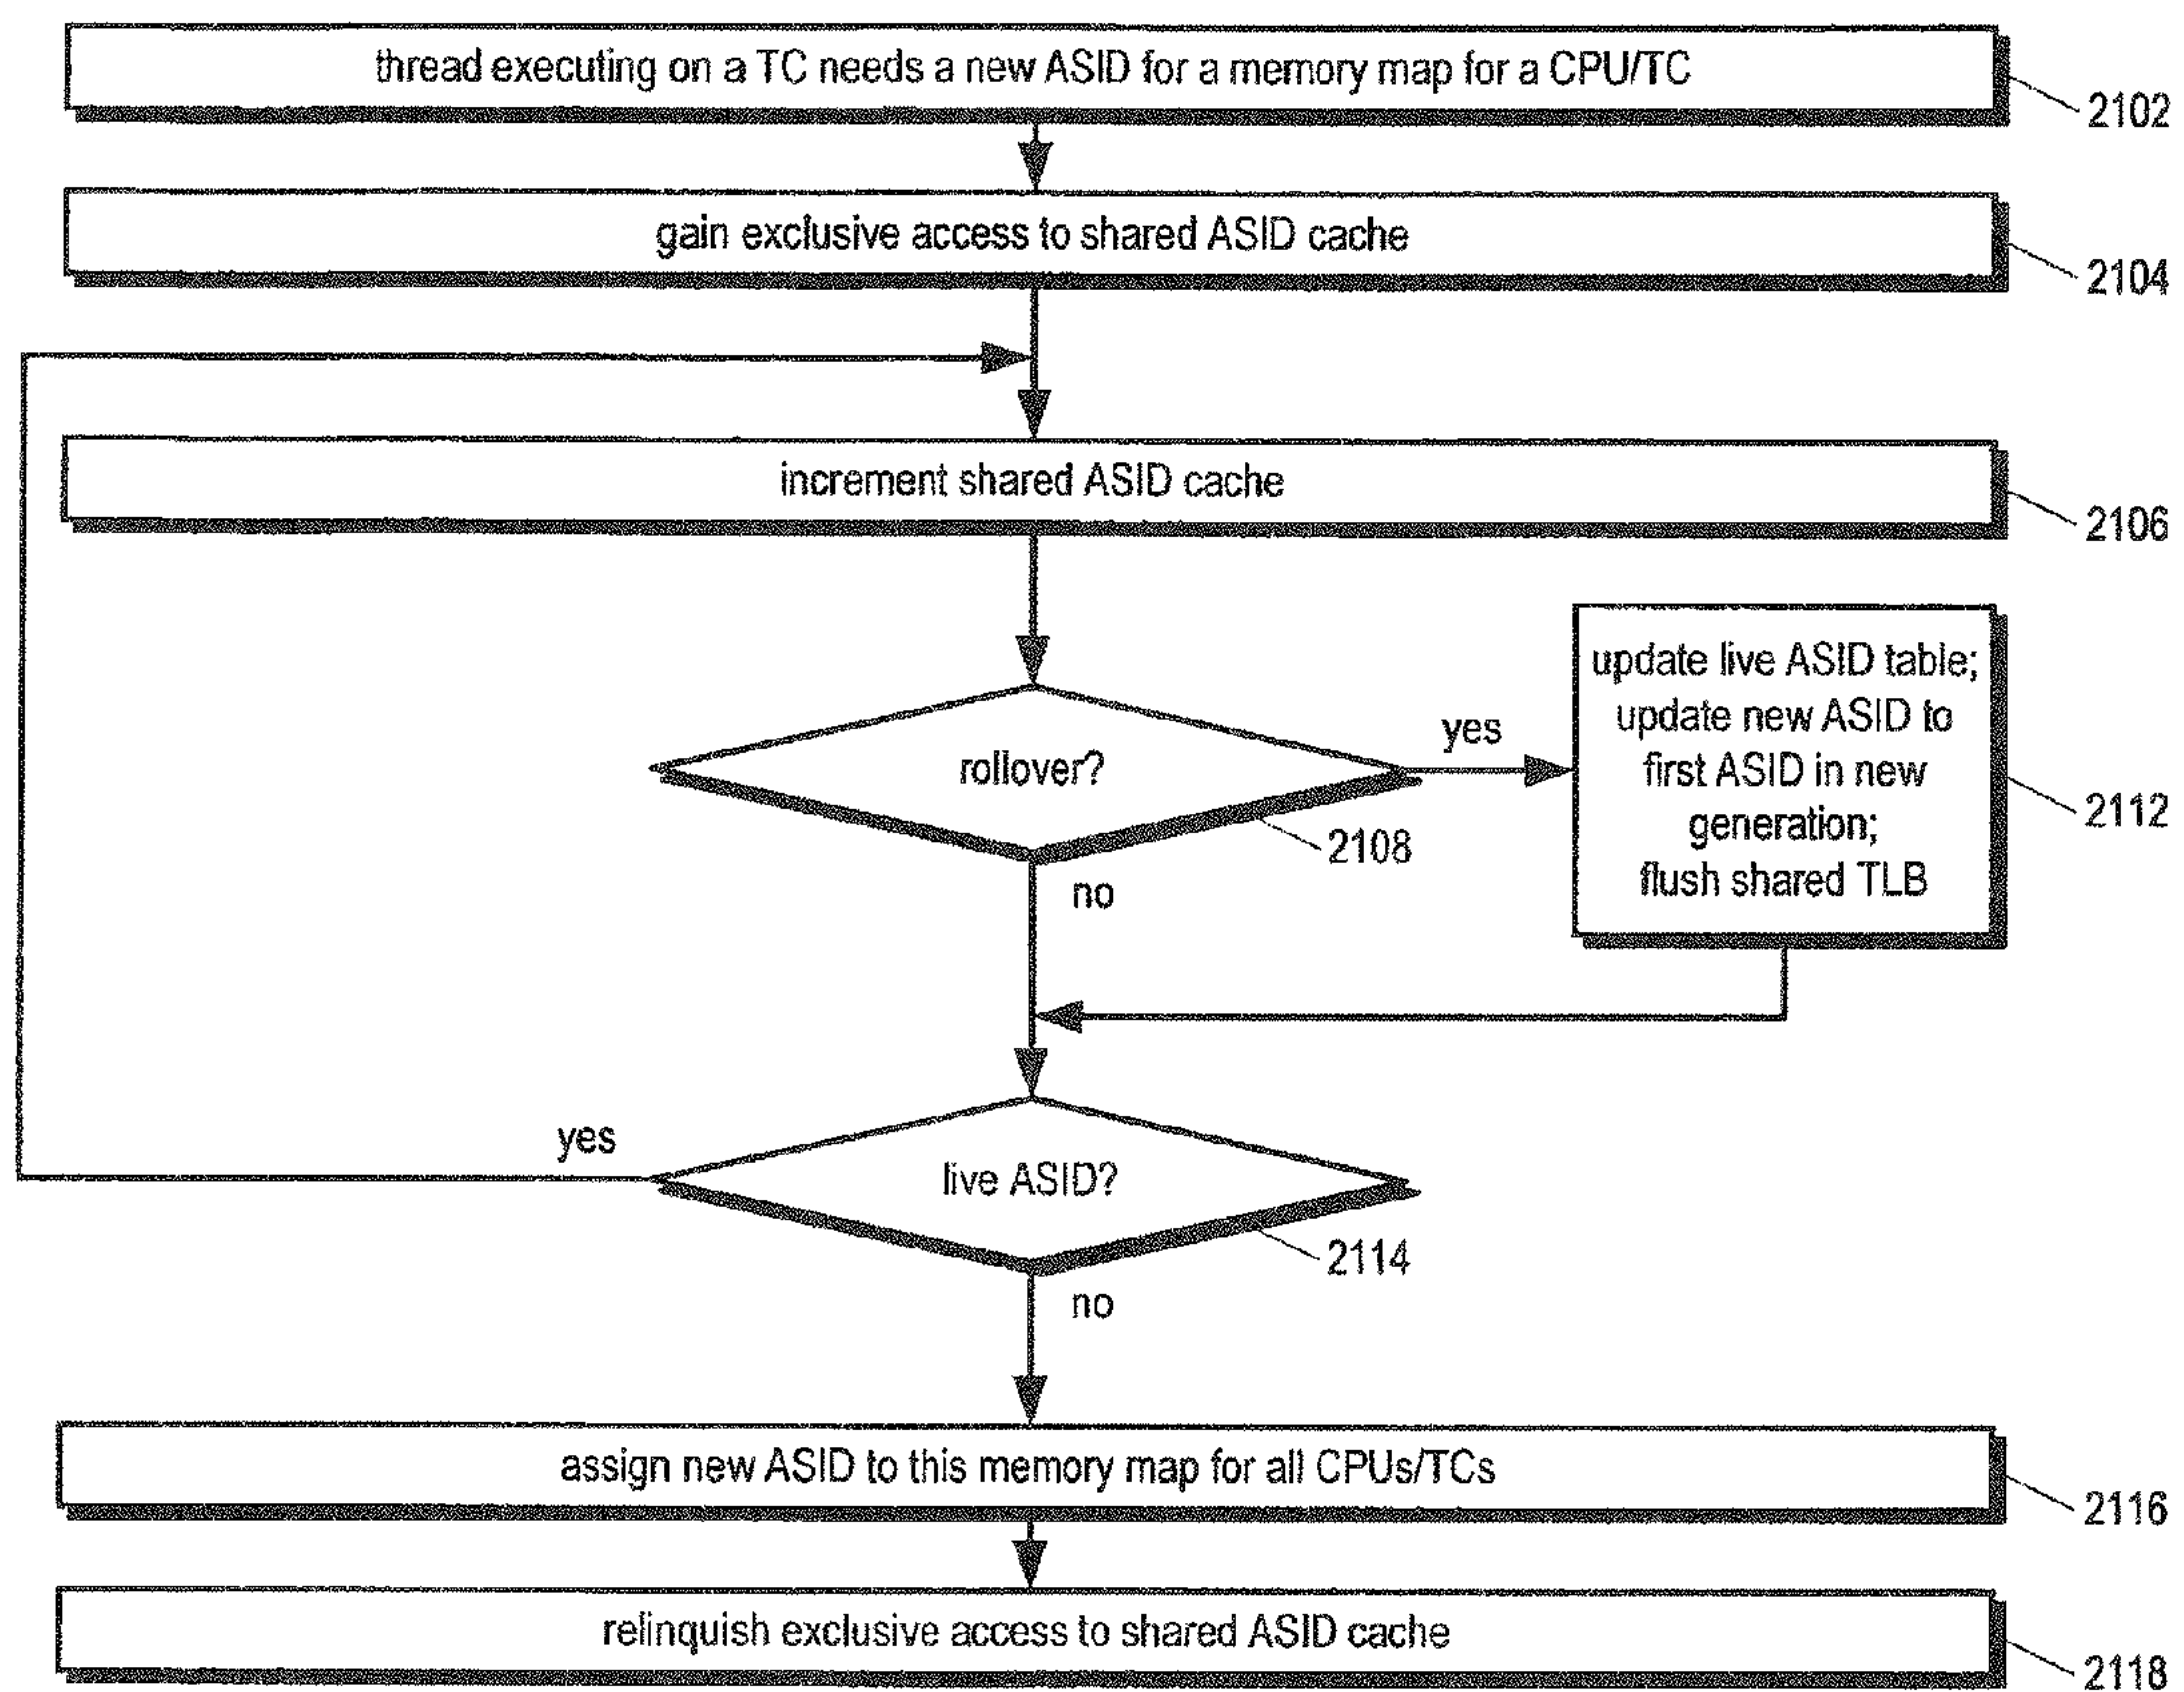 thread executing on a TC needs a new ASID for a memory map for a CPU/TC
2102
gain exclusive access to shared ASID cache
2104
increment shared ASID cache
2106
rollover?
2108
yes
no
update live ASID table;
update new ASID to
first ASID in new
generation;
flush shared TLB
2112
live ASID?
2114
yes
no
assign new ASID to this memory map for all CPUs/TCs
2116
relinquish exclusive access to shared ASID cache
2118